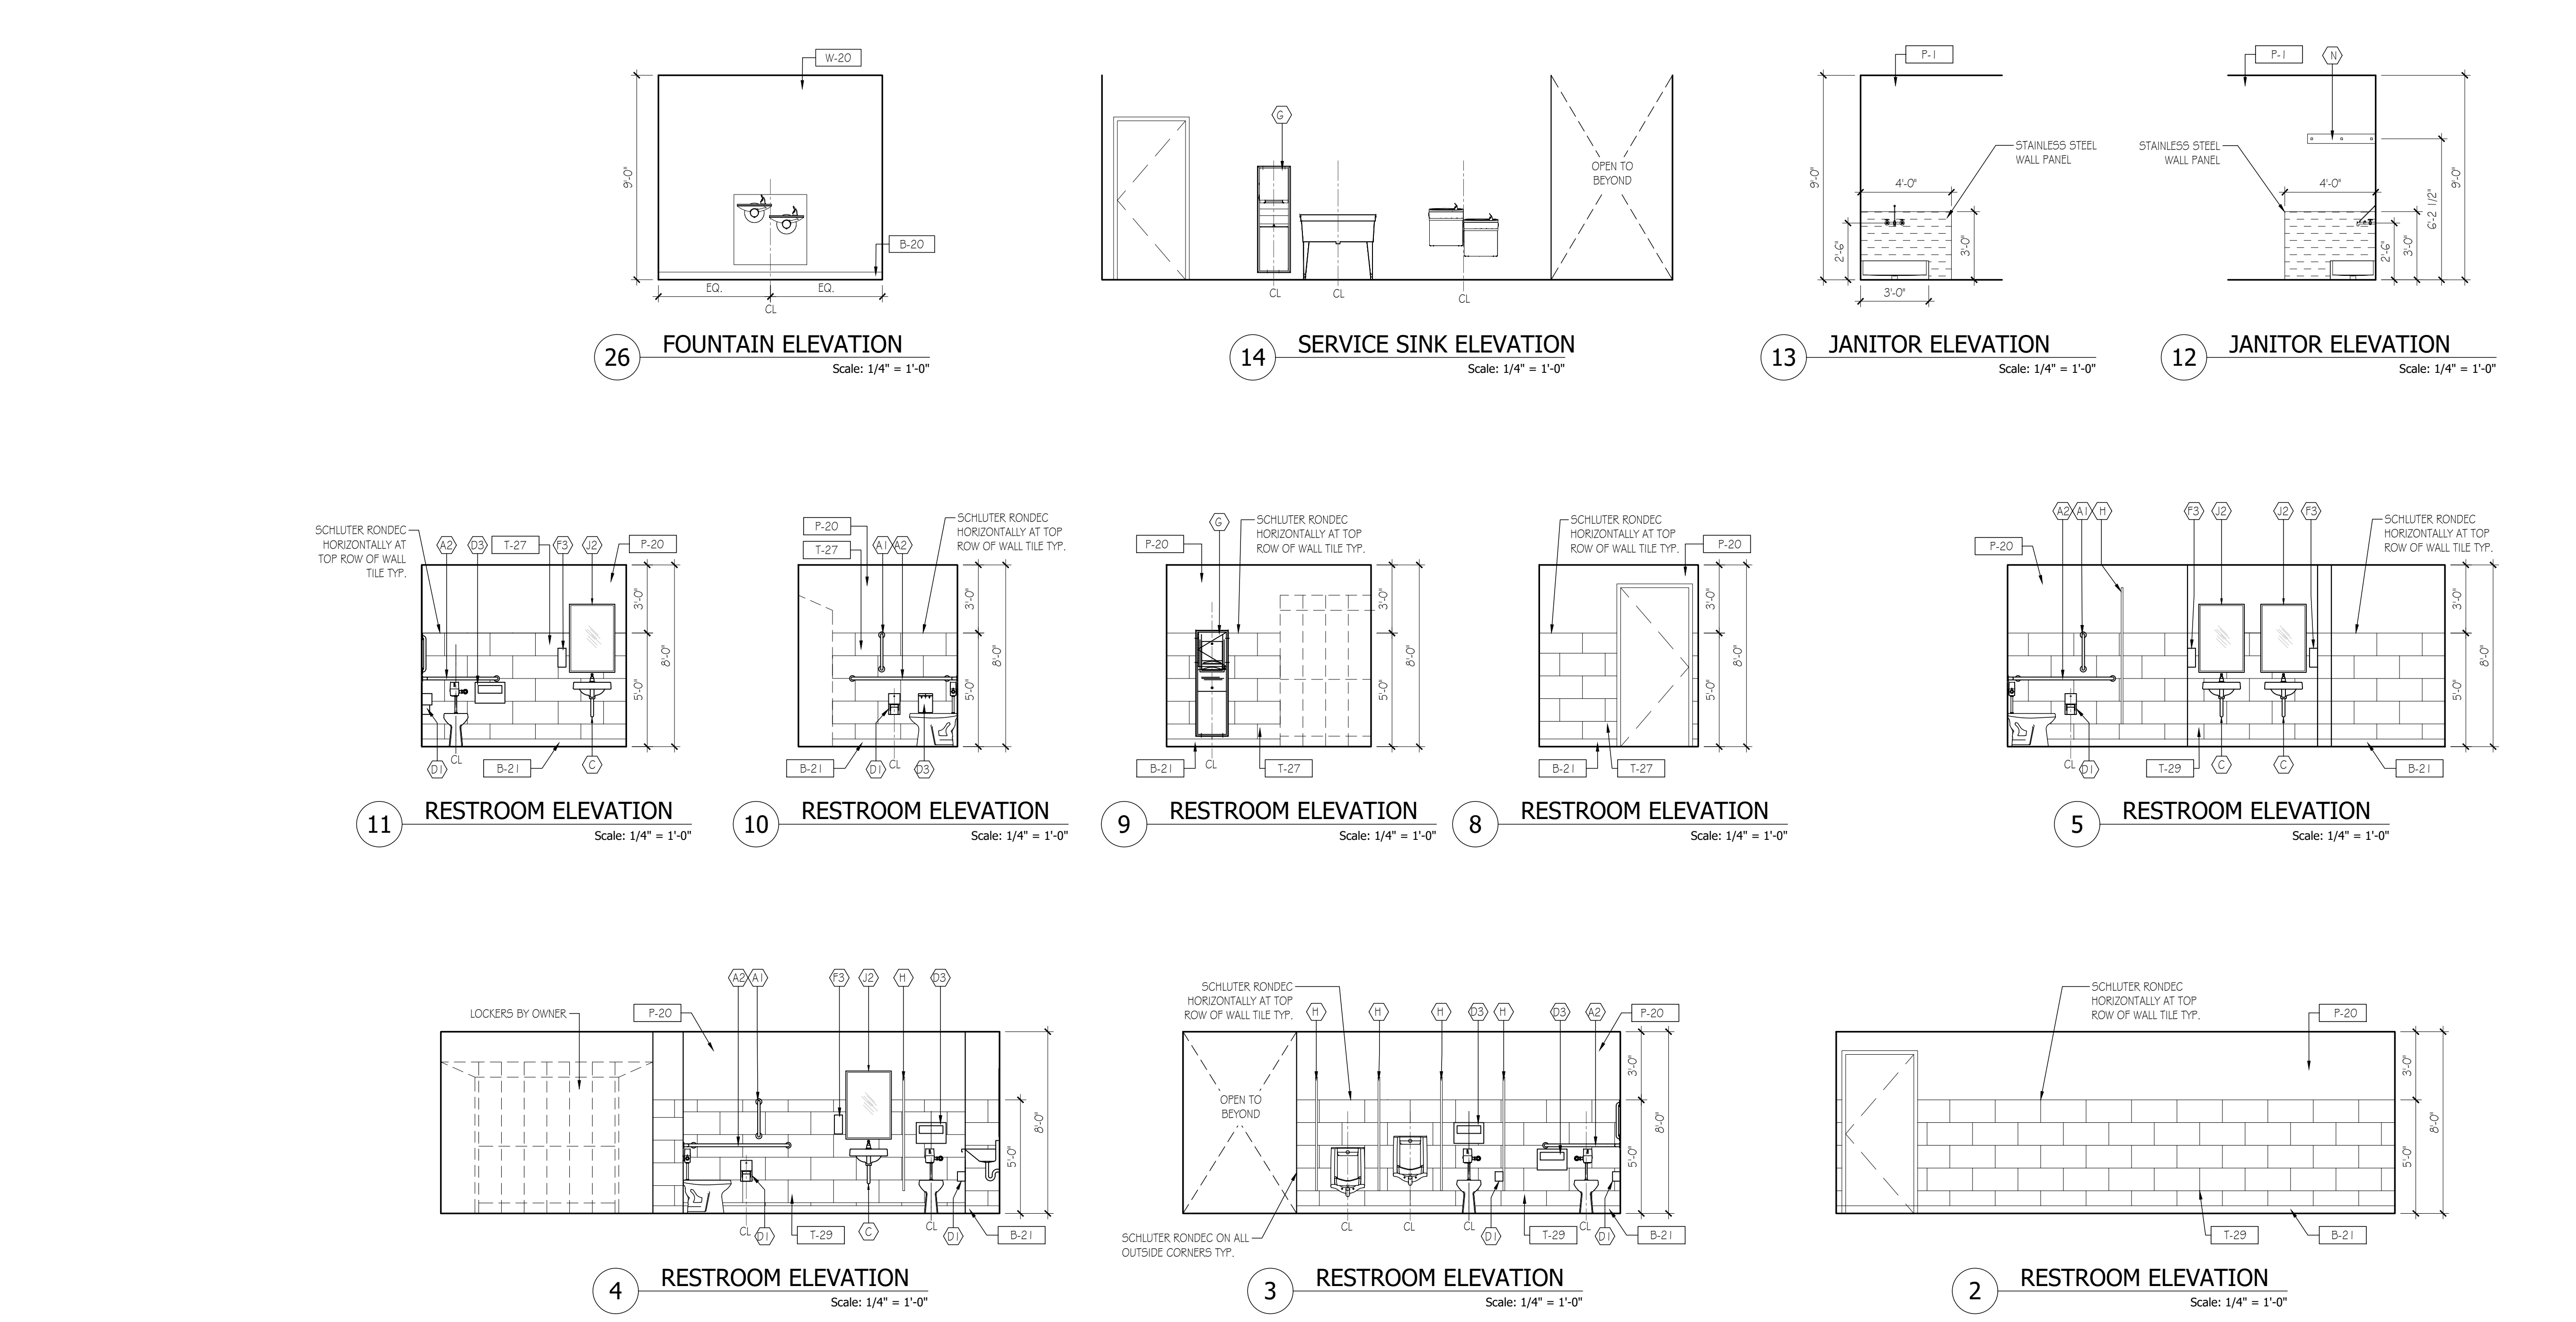 W-20
9'-0"
B-20
EQ.
EQ.
CL
26
FOUNTAIN ELEVATION
Scale: 1/4" = 1'-0"
G
OPEN TO
BEYOND
CL
CL
CL
14
SERVICE SINK ELEVATION
Scale: 1/4" = 1'-0"
P-1
9'-0"
STAINLESS STEEL
WALL PANEL
4'-0"
2'-6"
3'-0"
3'-0"
13
JANITOR ELEVATION
Scale: 1/4" = 1'-0"
P-1
N
STAINLESS STEEL
WALL PANEL
4'-0"
2'-6"
3'-0"
6'-2 1/2"
9'-0"
12
JANITOR ELEVATION
Scale: 1/4" = 1'-0"
SCHLUTER RONDEC
HORIZONTALLY AT
TOP ROW OF WALL
TILE TYP.
A2
D3
T-27
F3
J2
P-20
3'-0"
8'-0"
5'-0"
D1
CL
B-21
C
11
RESTROOM ELEVATION
Scale: 1/4" = 1'-0"
P-20
T-27
A1
A2
SCHLUTER RONDEC
HORIZONTALLY AT TOP
ROW OF WALL TILE TYP.
3'-0"
8'-0"
5'-0"
B-21
D1
CL
D3
10
RESTROOM ELEVATION
Scale: 1/4" = 1'-0"
P-20
G
SCHLUTER RONDEC
HORIZONTALLY AT TOP
ROW OF WALL TILE TYP.
3'-0"
8'-0"
5'-0"
B-21
CL
T-27
9
RESTROOM ELEVATION
Scale: 1/4" = 1'-0"
SCHLUTER RONDEC
HORIZONTALLY AT TOP
ROW OF WALL TILE TYP.
P-20
3'-0"
8'-0"
5'-0"
B-21
T-27
8
RESTROOM ELEVATION
Scale: 1/4" = 1'-0"
P-20
A2
A1
H
F3
J2
J2
F3
SCHLUTER RONDEC
HORIZONTALLY AT TOP
ROW OF WALL TILE TYP.
3'-0"
8'-0"
5'-0"
CL
D1
T-29
C
C
B-21
5
RESTROOM ELEVATION
Scale: 1/4" = 1'-0"
LOCKERS BY OWNER
P-20
A2
A1
F3
J2
H
D3
8'-0"
5'-0"
CL
D1
T-29
C
CL
D1
B-21
4
RESTROOM ELEVATION
Scale: 1/4" = 1'-0"
SCHLUTER RONDEC
HORIZONTALLY AT TOP
ROW OF WALL TILE TYP.
H
H
H
D3
H
D3
A2
P-20
OPEN TO
BEYOND
3'-0"
8'-0"
5'-0"
SCHLUTER RONDEC ON ALL
OUTSIDE CORNERS TYP.
CL
CL
CL
D1
T-29
CL
D1
B-21
3
RESTROOM ELEVATION
Scale: 1/4" = 1'-0"
SCHLUTER RONDEC
HORIZONTALLY AT TOP
ROW OF WALL TILE TYP.
P-20
3'-0"
8'-0"
5'-0"
T-29
B-21
2
RESTROOM ELEVATION
Scale: 1/4" = 1'-0"